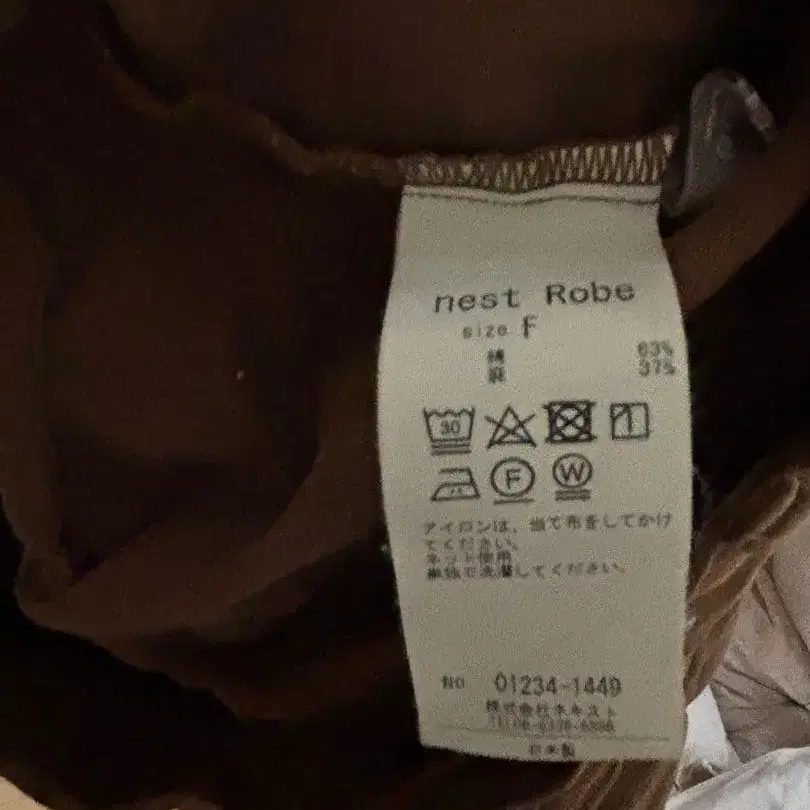 nest Robe
size F
綿 63%
麻 37%
30
F W
アイロンは、当て布をしてかけ
てください。
ネット使用
単独で洗濯してください。
NO 01234-1449
株式会社ネキスト
日本製